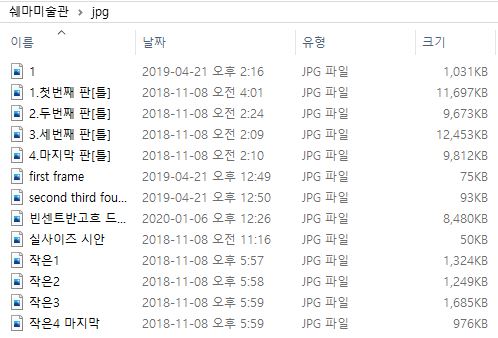 쉐마미술관 > jpg
이름 날짜 유형 크기
1 2019-04-21 오후 2:16 JPG 파일 1,031KB
1.첫번째 판[틀] 2018-11-08 오전 4:01 JPG 파일 11,697KB
2.두번째 판[틀] 2018-11-08 오후 2:24 JPG 파일 9,673KB
3.세번째 판[틀] 2018-11-08 오후 2:09 JPG 파일 12,453KB
4.마지막 판[틀] 2018-11-08 오후 2:10 JPG 파일 9,812KB
first frame 2019-04-21 오후 12:49 JPG 파일 75KB
second third fou... 2019-04-21 오후 12:50 JPG 파일 93KB
빈센트반고흐 드... 2020-01-06 오후 12:26 JPG 파일 8,480KB
실사이즈 시안 2018-11-08 오전 11:16 JPG 파일 50KB
작은1 2018-11-08 오후 5:57 JPG 파일 1,324KB
작은2 2018-11-08 오후 5:58 JPG 파일 1,249KB
작은3 2018-11-08 오후 5:59 JPG 파일 1,685KB
작은4 마지막 2018-11-08 오후 5:59 JPG 파일 976KB